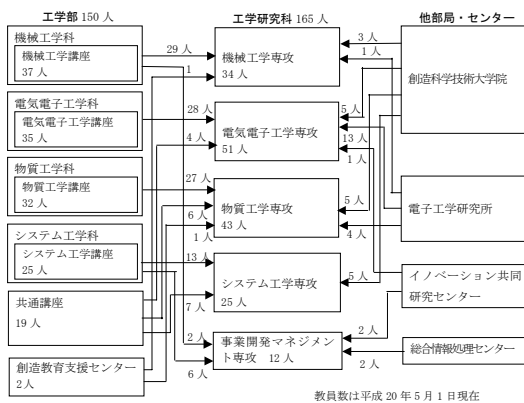 工学部 150 人
機械工学科
機械工学講座
37 人
電気電子工学科
電気電子工学講座
35 人
物質工学科
物質工学講座
32 人
システム工学科
システム工学講座
25 人
共通講座
19 人
創造教育支援センター
2人
29 人
1
28 人
4 人
27 人
6 人
1 人
13 人
7 人
2 人
6 人
工学研究科 165 人
機械工学専攻
34 人
電気電子工学専攻
51 人
物質工学専攻
43 人
システム工学専攻
25 人
事業開発マネジメン
ト専攻 12 人
3 人
1 人
5 人
13 人
1 人
5 人
4 人
5 人
2 人
2 人
他部局・センター
創造科学技術大学院
電子工学研究所
イノベーション共同
研究センター
総合情報処理センター
教員数は平成 20 年 5 月 1 日現在